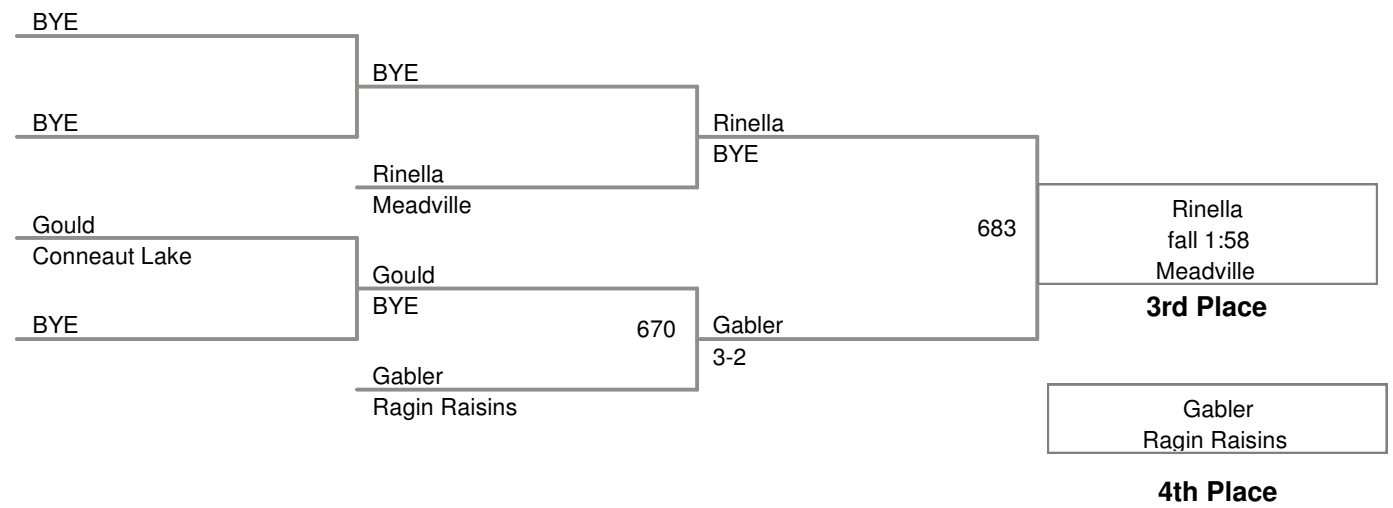 BYE
BYE
BYE
Rinella
BYE
Rinella
Meadville
683
Rinella
fall 1:58
Meadville
3rd Place
Gould
Conneaut Lake
Gould
BYE
670
Gabler
3-2
BYE
Gabler
Ragin Raisins
Gabler
Ragin Raisins
4th Place